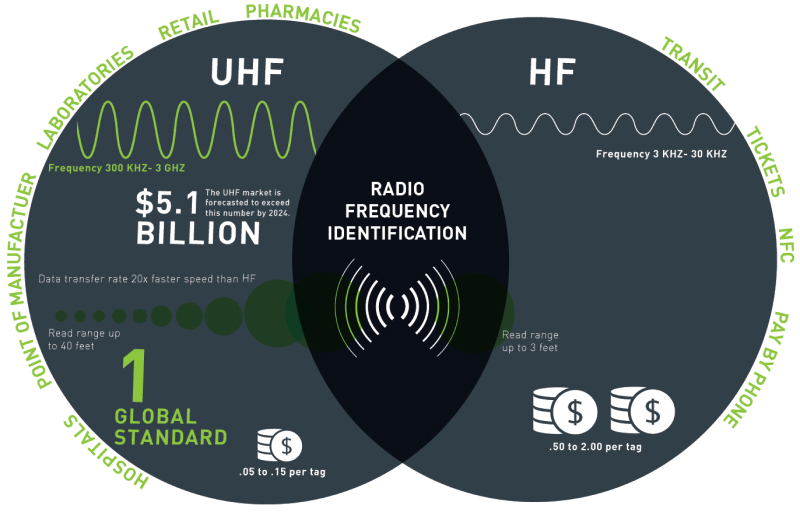 PHARMACIES
RETAIL
LABORATORIES
POINT OF MANUFACTUER
HOSPITALS
UHF
Frequency 300 KHZ- 3 GHZ
$5.1
BILLION
The UHF market is
forecasted to exceed
this number by 2024.
Data transfer rate 20x faster speed than HF
Read range up
to 40 feet
1
GLOBAL
STANDARD
$
.05 to .15 per tag
RADIO
FREQUENCY
IDENTIFICATION
HF
Frequency 3 KHZ- 30 KHZ
Read range
up to 3 feet
$ $
.50 to 2.00 per tag
TRANSIT
TICKETS
NFC
PAY BY PHONE